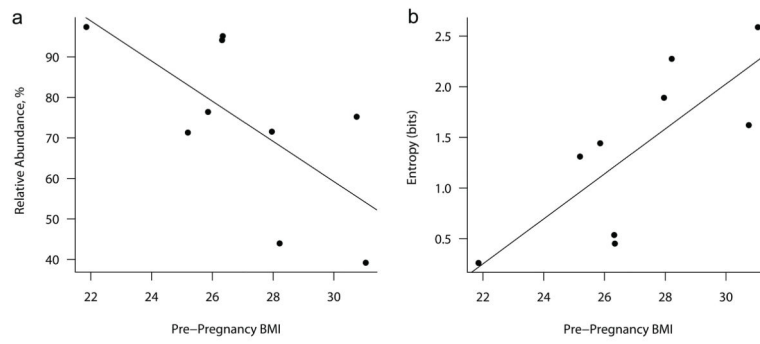 a
90
80
70
60
50
40
Relative Abundance, %
22 24 26 28 30
Pre−Pregnancy BMI
b
2.5
2.0
1.5
1.0
0.5
Entropy (bits)
22 24 26 28 30
Pre−Pregnancy BMI